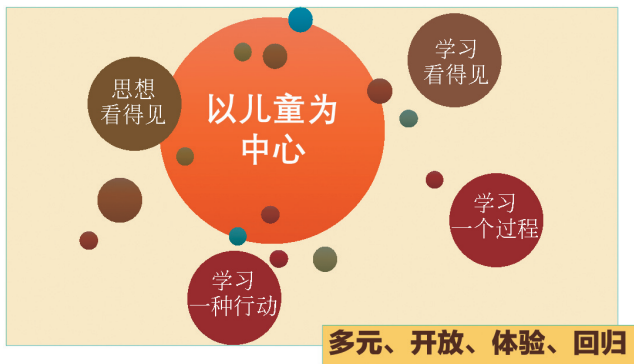 以儿童为
中心
思想
看得见
学习
看得见
学习
一个过程
学习
一种行动
多元、开放、体验、回归